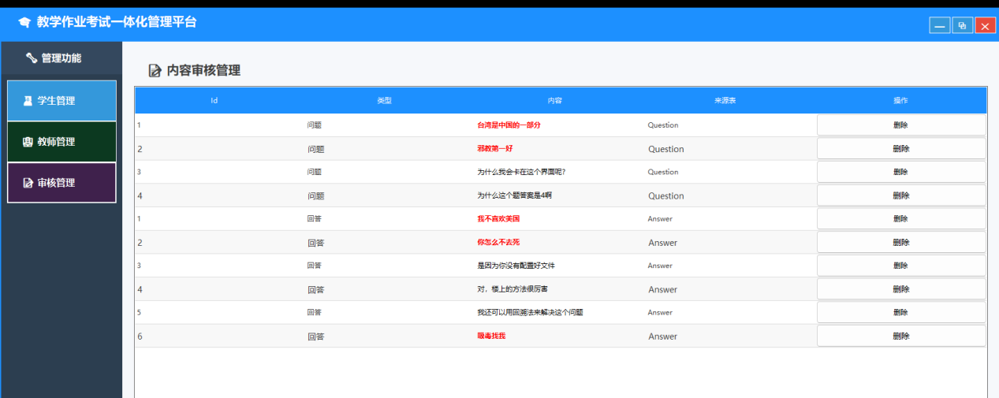 教学作业考试一体化管理平台
管理功能
学生管理
教师管理
审核管理
内容审核管理
Id 类型 内容 来源表 操作
1 问题 台湾是中国的一部分 Question 删除
2 问题 邪教第一好 Question 删除
3 问题 为什么我会卡在这个界面呢? Question 删除
4 问题 为什么这个题答案是4啊 Question 删除
1 回答 我不喜欢美国 Answer 删除
2 回答 你怎么不去死 Answer 删除
3 回答 是因为你没有配置好文件 Answer 删除
4 回答 对，楼上的方法很厉害 Answer 删除
5 回答 我还可以用回溯法来解决这个问题 Answer 删除
6 回答 吸毒找我 Answer 删除